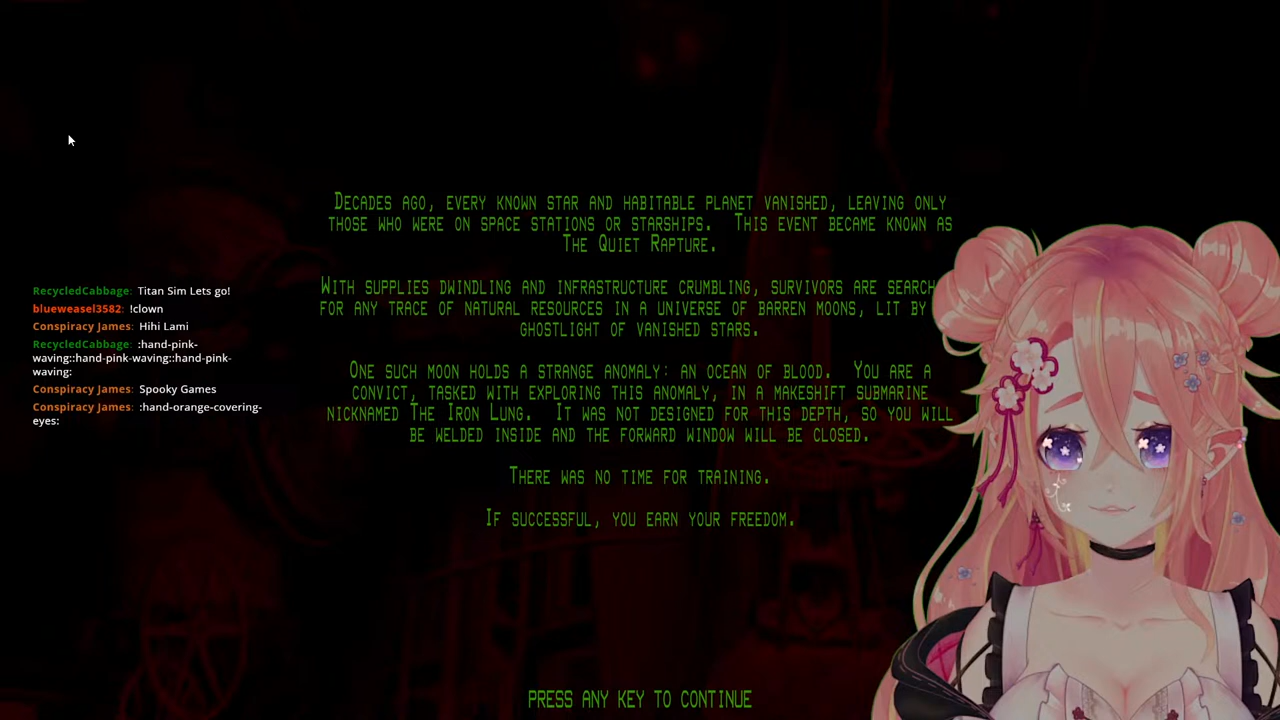 Decades ago, every known star and habitable planet vanished, leaving only
those who were on space stations or starships. This event became known as
The Quiet Rapture.
With supplies dwindling and infrastructure crumbling, survivors are search
for any trace of natural resources in a universe of barren moons, lit by
ghostlight of vanished stars.
One such moon holds a strange anomaly: an ocean of blood. You are a
convict, tasked with exploring this anomaly, in a makeshift submarine
nicknamed The Iron Lung. It was not designed for this depth, so you will
be welded inside and the forward window will be closed.
There was no time for training.
If successful, you earn your freedom.
PRESS ANY KEY TO CONTINUE
RecycledCabbage: Titan Sim Lets go!
blueweasel3582: !clown
Conspiracy James: Hihi Lami
RecycledCabbage: :hand-pink-
waving::hand-pink-waving::hand-pink-
waving:
Conspiracy James: Spooky Games
Conspiracy James: :hand-orange-covering-
eyes: